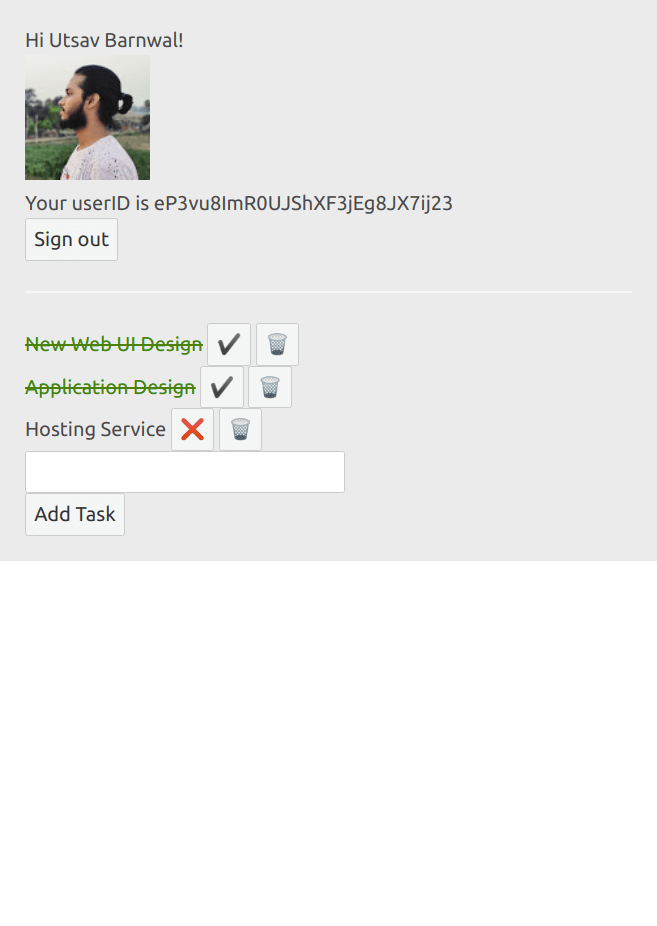 Hi Utsav Barnwal!
Your userID is eP3vu8ImR0UJShXF3jEg8JX7ij23
Sign out
New Web UI Design
Application Design
Hosting Service
Add Task